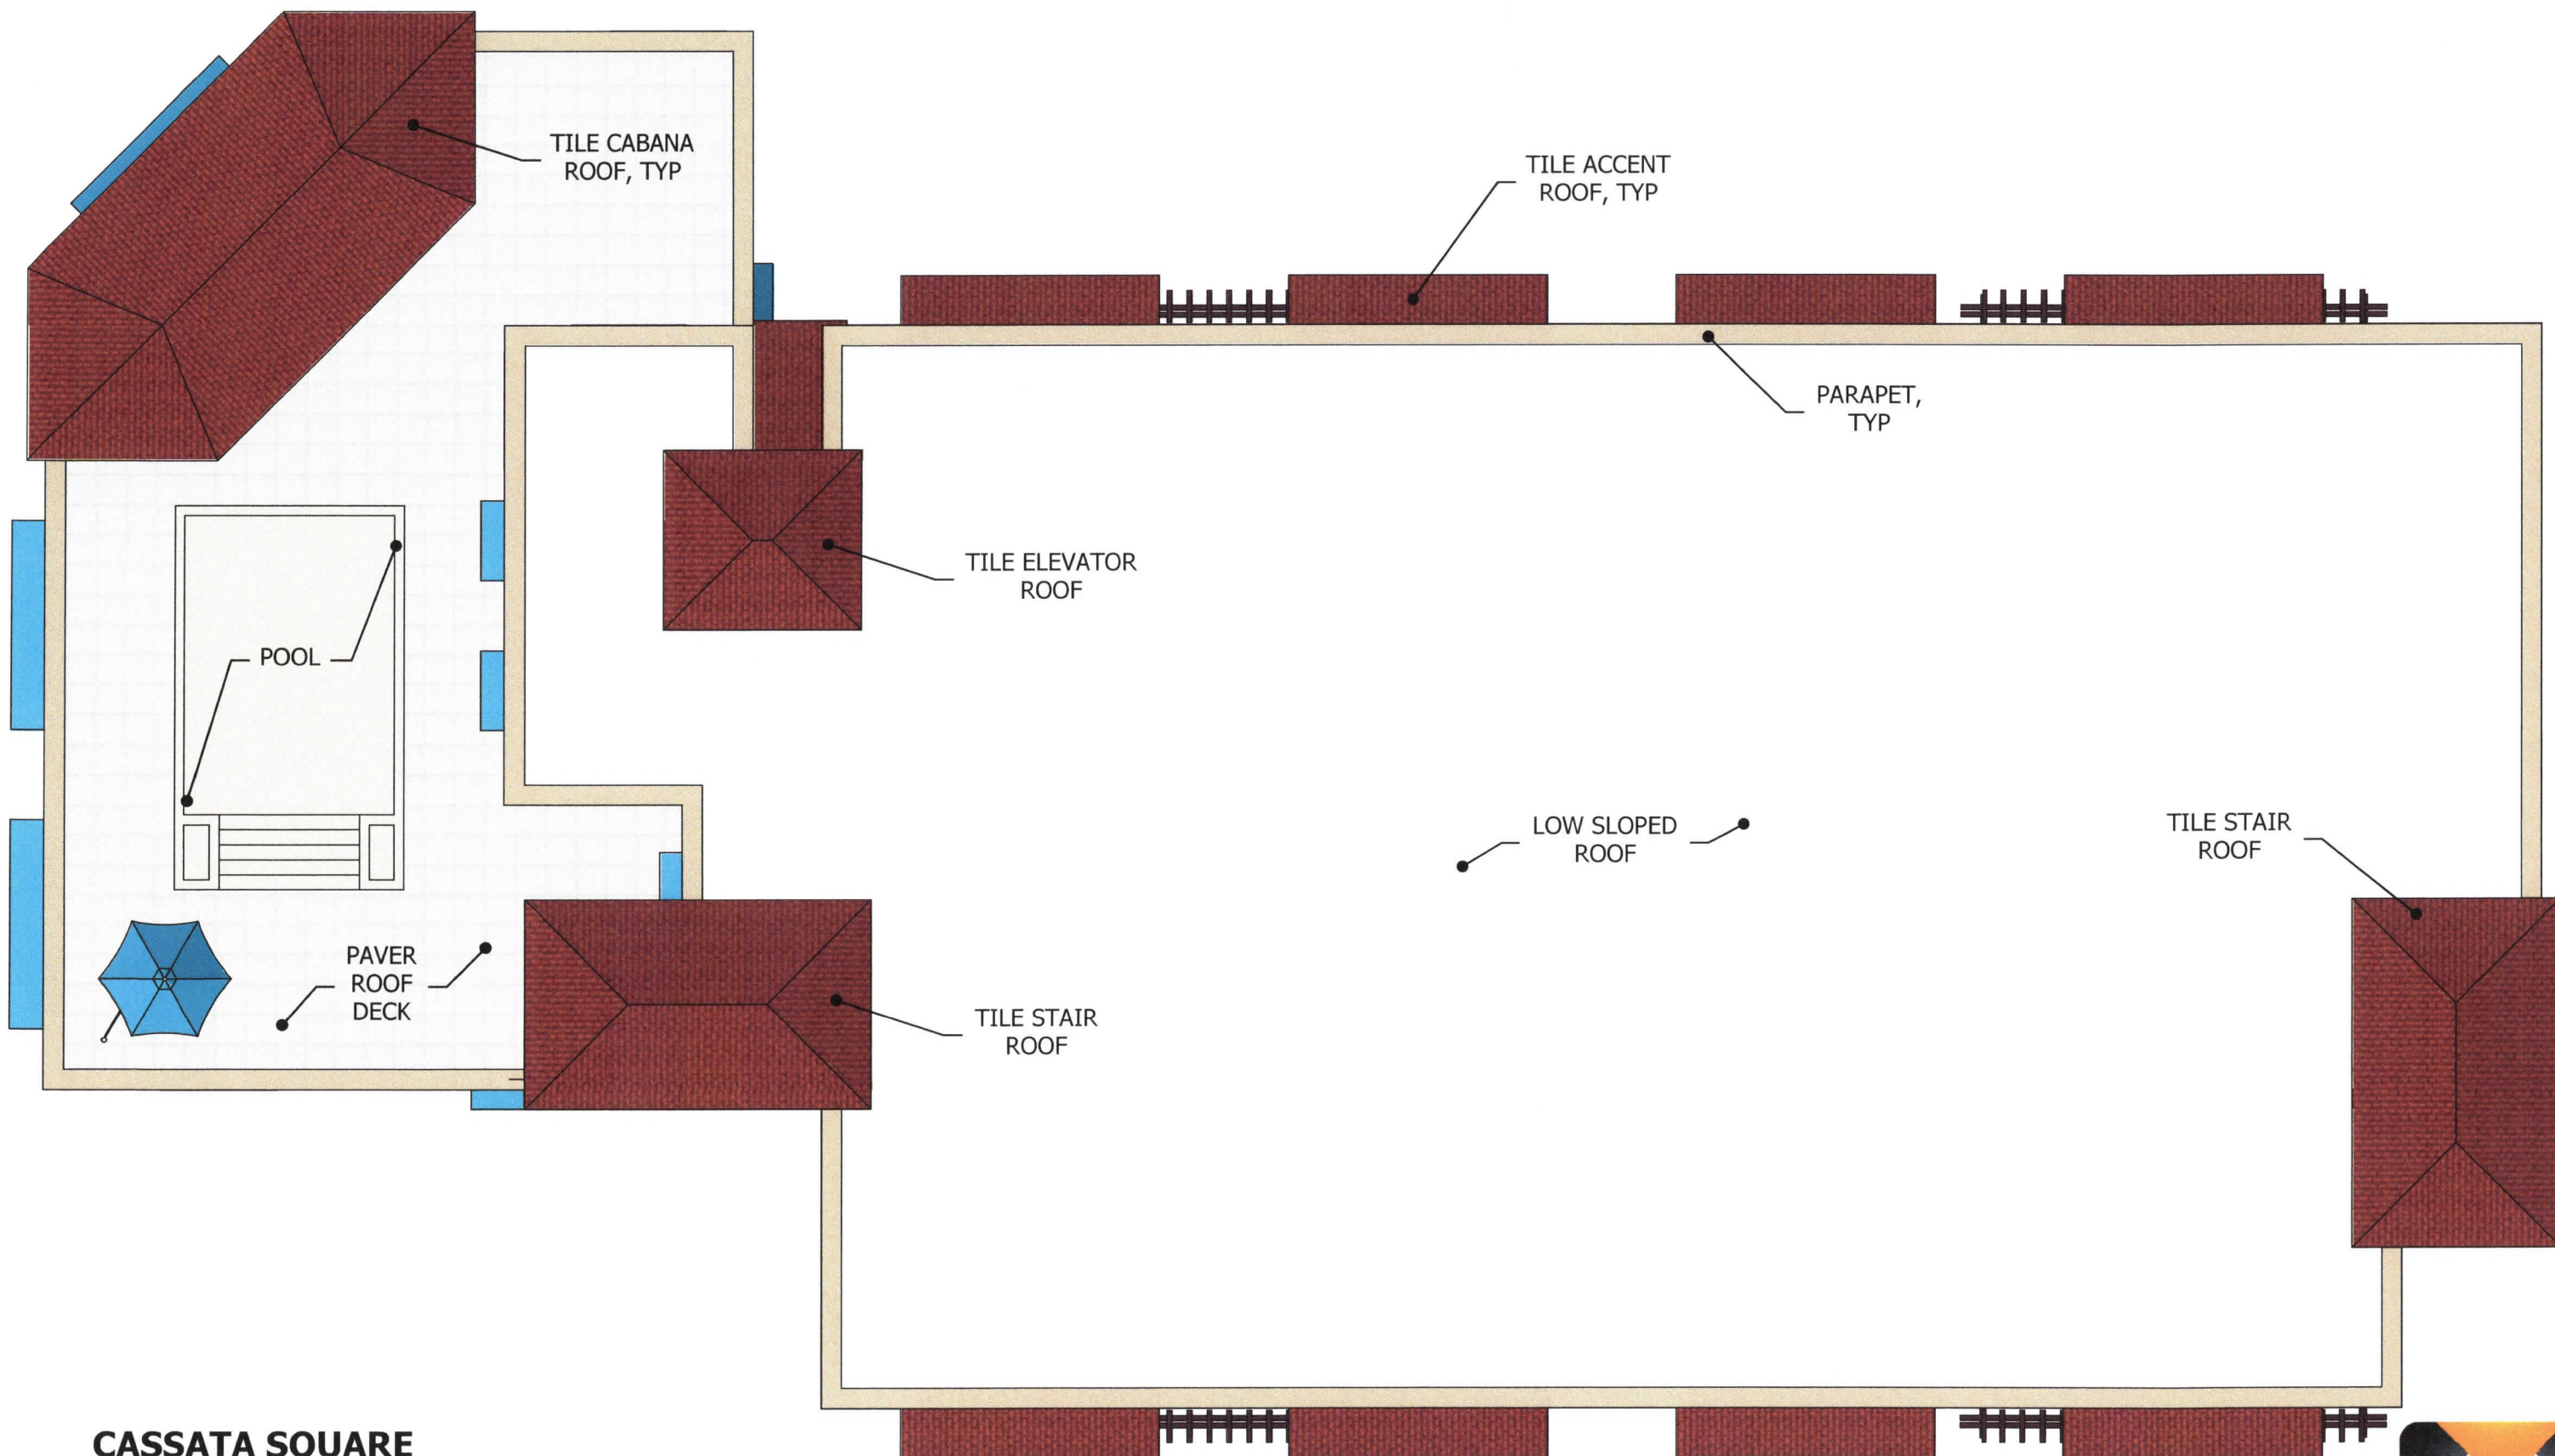 TILE CABANA
ROOF, TYP
TILE ACCENT
ROOF, TYP
PARAPET,
TYP
TILE ELEVATOR
ROOF
POOL
LOW SLOPED
ROOF
TILE STAIR
ROOF
PAVER
ROOF
DECK
TILE STAIR
ROOF
CASSATA SQUARE